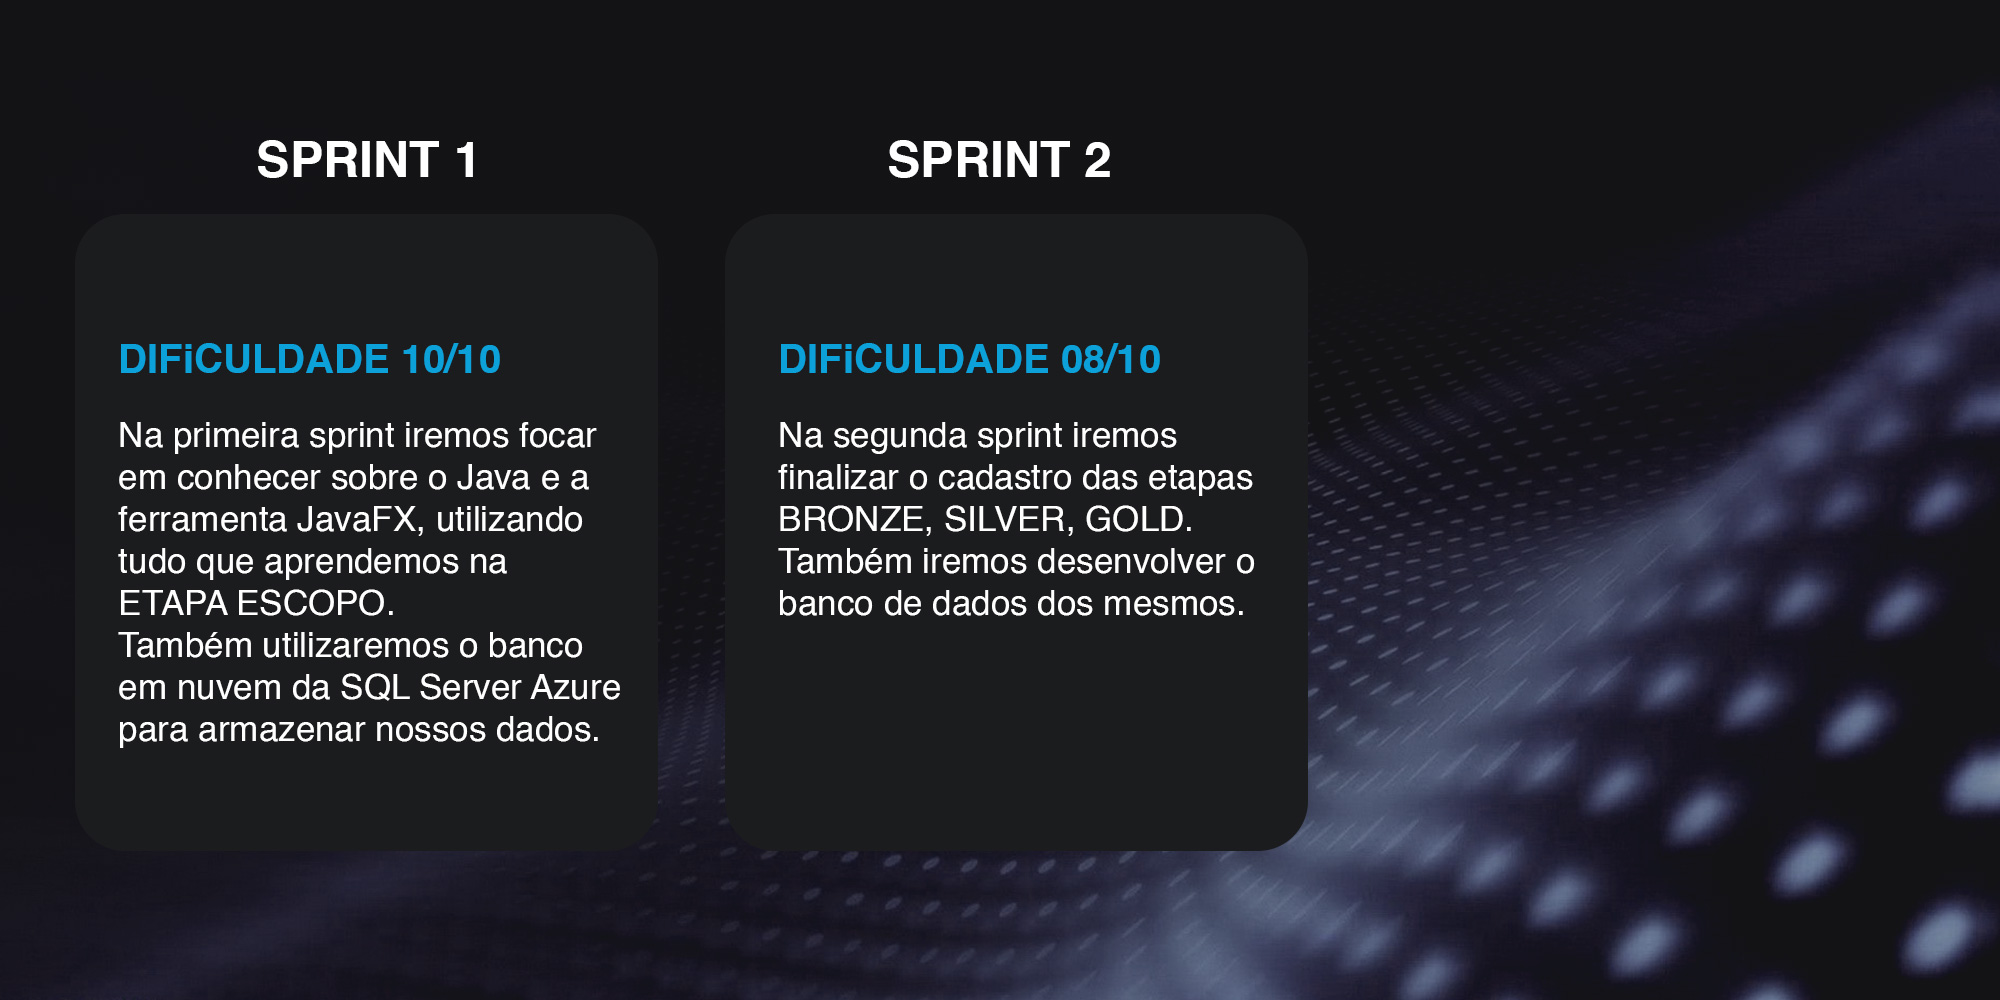 SPRINT 1
DIFiCULDADE 10/10
Na primeira sprint iremos focar
em conhecer sobre o Java e a
ferramenta JavaFX, utilizando
tudo que aprendemos na
ETAPA ESCOPO.
Também utilizaremos o banco
em nuvem da SQL Server Azure
para armazenar nossos dados.
SPRINT 2
DIFiCULDADE 08/10
Na segunda sprint iremos
finalizar o cadastro das etapas
BRONZE, SILVER, GOLD.
Também iremos desenvolver o
banco de dados dos mesmos.